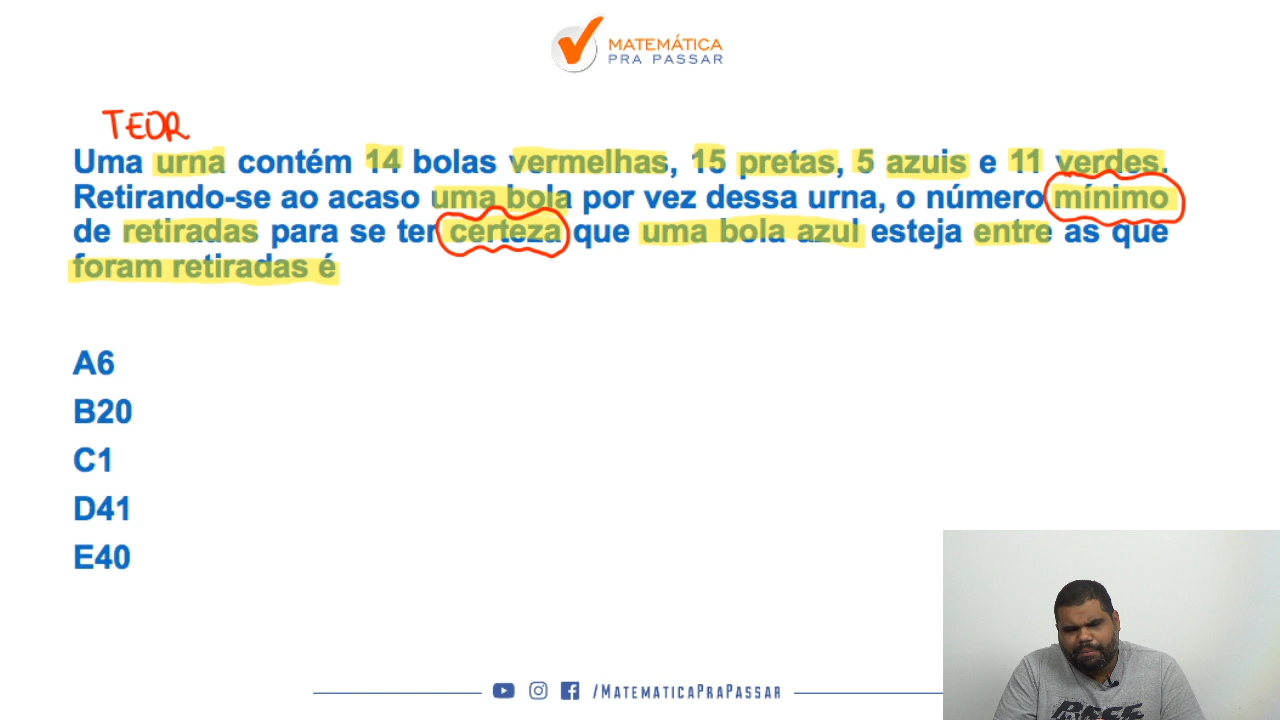 MATEMÁTICA
PRA PASSAR
TEOR
Uma urna contém 14 bolas vermelhas, 15 pretas, 5 azuis e 11 verdes.
Retirando-se ao acaso uma bola por vez dessa urna, o número mínimo
de retiradas para se ter certeza que uma bola azul esteja entre as que
foram retiradas é
A6
B20
C1
D41
E40
/MATEMATICAPRAPASSAR